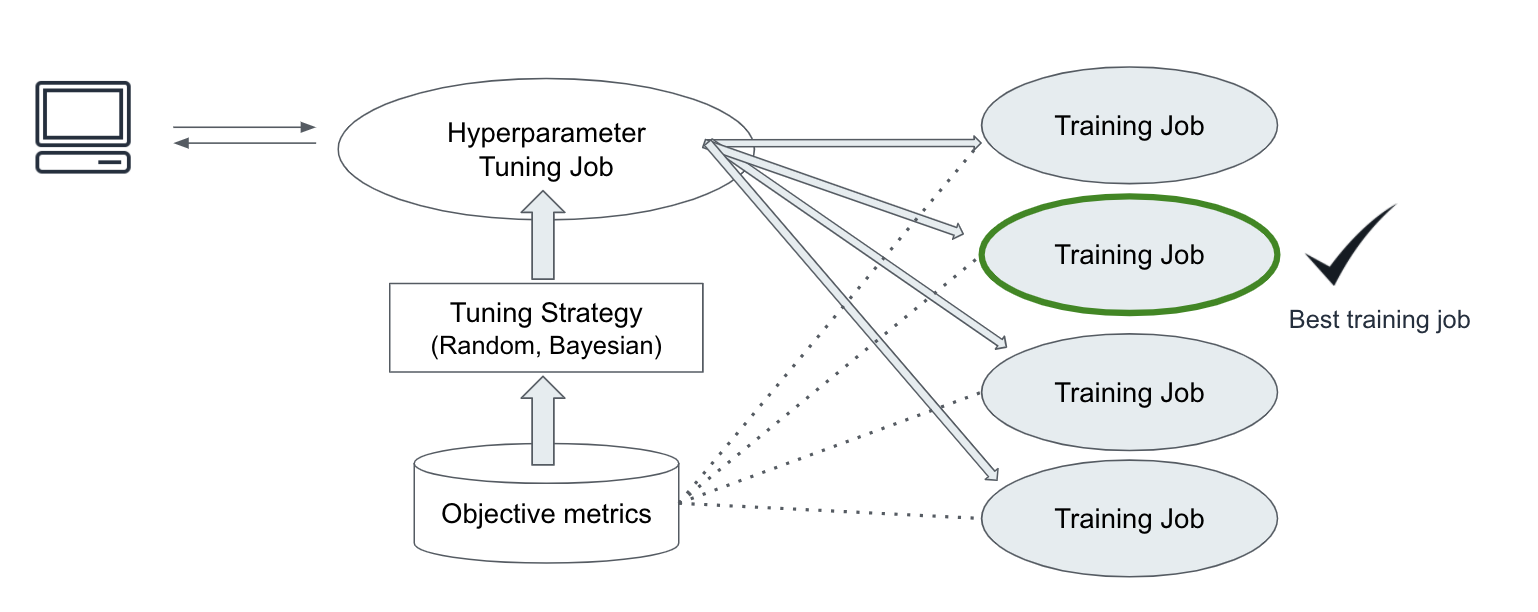 Hyperparameter
Tuning Job
Tuning Strategy
(Random, Bayesian)
Objective metrics
Training Job
Training Job
Best training job
Training Job
Training Job